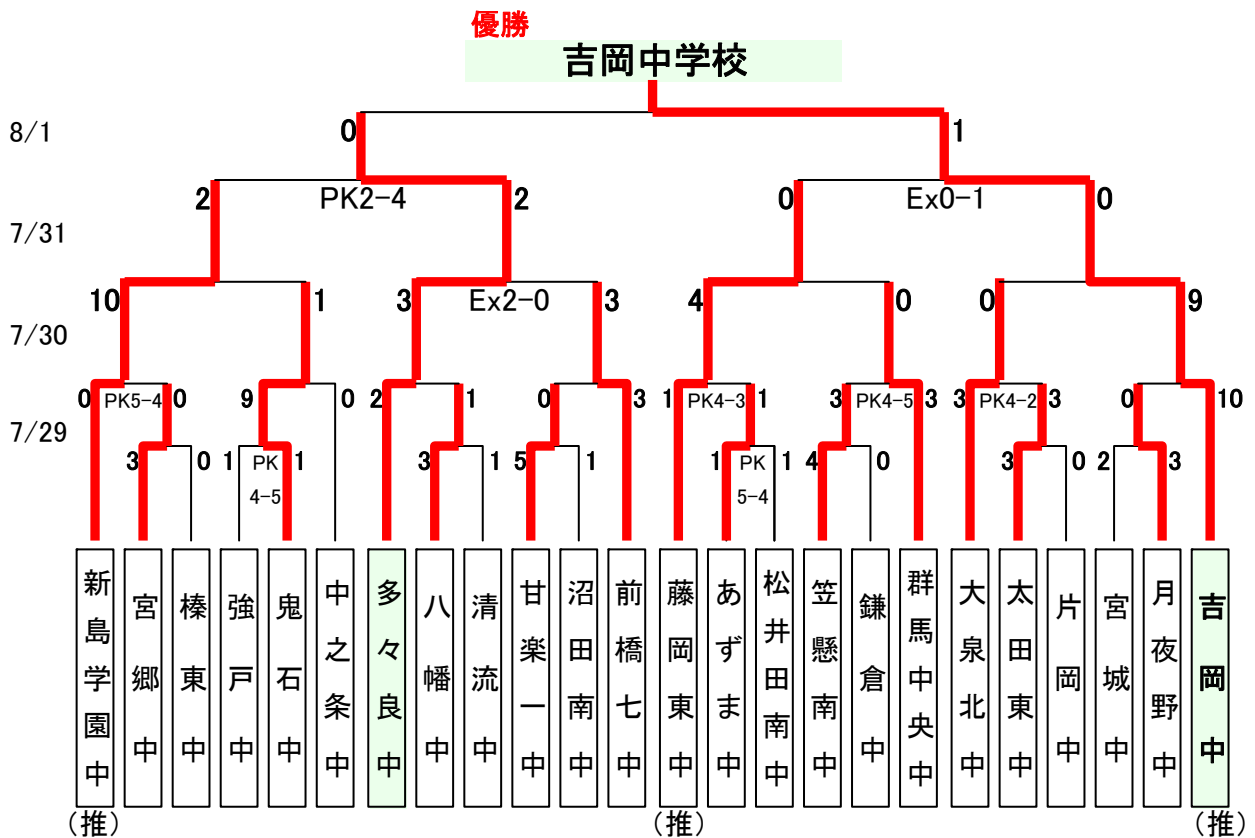 優勝
吉岡中学校
8/1
0 1
2 PK2-4 2 0 Ex0-1 0
7/31
10 1 3 Ex2-0 3 4 0 0 9
7/30
0 PK5-4 0 9 0 2 1 0 3 1 PK4-3 1 3 PK4-5 3 3 PK4-2 3 0 10
7/29
3 0 1 PK 1 3 1 5 1 1 PK 1 4 0 3 0 2 3
4-5 5-4
新島学園中
宮郷中
榛東中
強戸中
鬼石中
中之条中
多々良中
八幡中
清流中
甘楽一中
沼田南中
前橋七中
藤岡東中
あずま中
松井田南中
笠懸南中
鎌倉中
群馬中央中
大泉北中
太田東中
片岡中
宮城中
月夜野中
吉岡中
(推) (推) (推)